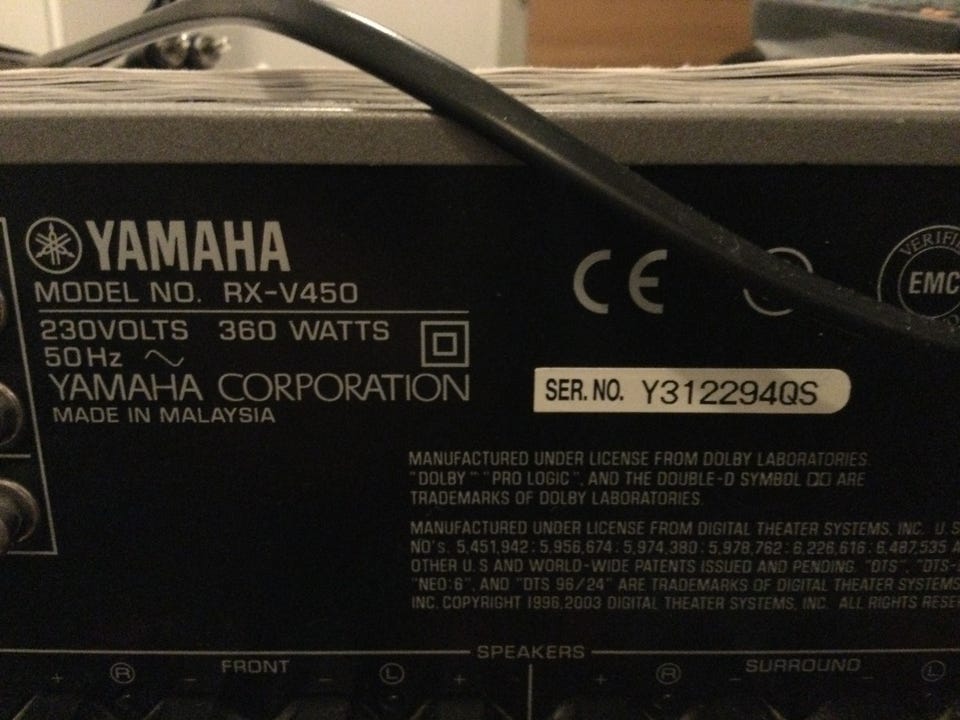 YAMAHA
MODEL NO. RX-V450
230VOLTS 360 WATTS
50Hz ~
YAMAHA CORPORATION
MADE IN MALAYSIA
CE
VERIFI
EMC
SER. NO. Y312294QS
MANUFACTURED UNDER LICENSE FROM DOLBY LABORATORIES.
"DOLBY" "PRO LOGIC", AND THE DOUBLE-D SYMBOL ARE
TRADEMARKS OF DOLBY LABORATORIES.
MANUFACTURED UNDER LICENSE FROM DIGITAL THEATER SYSTEMS, INC. U.S
NO's. 5,451,942 : 5,956,674 : 5,974,380 : 5,978,762 : 6,226,616 : 6,487,535 A
OTHER U.S AND WORLD-WIDE PATENTS ISSUED AND PENDING. "DTS", "DTS-
"NEO:6", AND "DTS 96/24" ARE TRADEMARKS OF DIGITAL THEATER SYSTEMS
INC. COPYRIGHT 1996,2003 DIGITAL THEATER SYSTEMS, INC. ALL RIGHTS RESE
SPEAKERS
FRONT SURROUND
+ R - - L + + R - - L